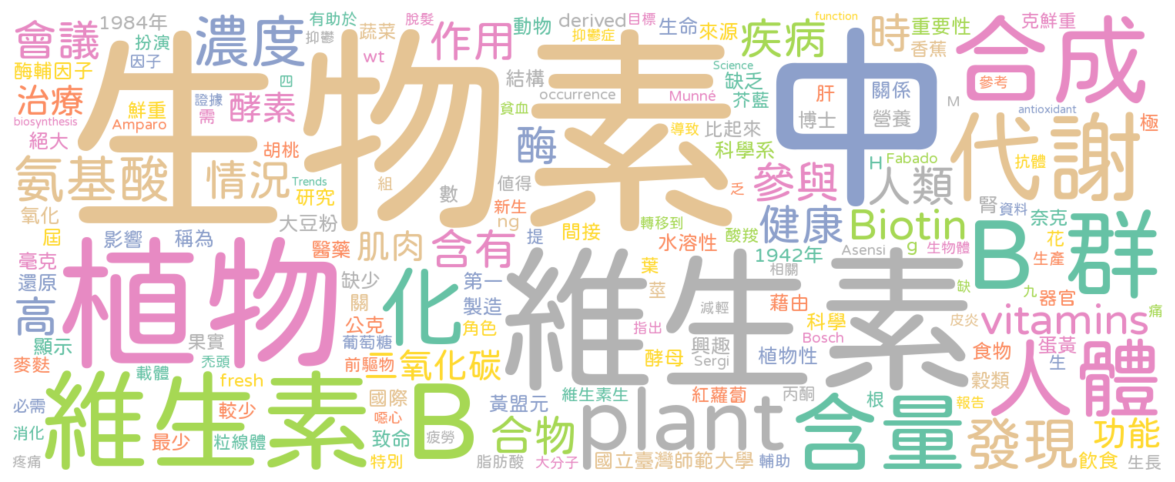 會議
1984年
扮演
因子
濃度
有助於
抑鬱
脫髮
蔬菜
wt
作用
動物
derived
目標
抑鬱症
生命
來源
疾病
function
時
重要性
香蕉
克鮮重
合成
參考
酶輔因子
治療
biosynthesis
絕大
鮮重
Amparo
證據
需
酵素
四
貧血
結構
occurrence
Munné
Science
缺乏
芥藍
肝
關係
博士
營養
M
antioxidant
極
生物素
中
胡桃
酶
導致
比起來
科學系
H
Fabado
代謝
抗體
氨基酸
情況
Trends
研究
組
數
值得
乏
參與
人類
氧化
屬
影響
稱為
大豆粉
新生
ng
提
間接
轉移到
水溶性
酸羧
健康
Biotin
g
腎
資料
奈克
花
生產
B群
毫克
還原
醫藥
肌肉
含有
1942年
Asensi
生物體
缺少
關
第一
製造
葉
莖
相關
減輕
藉由
缺
九
器官
痛
植物
化
維生素
高
顯示
果實
公克
葡萄糖
角色
指出
科學
Bosch
皮炎
vitamins
蛋黃
麥麩
禿頭
載體
前驅物
二氧化碳
酵母
興趣
Sergi
植物性
食物
生
人體
fresh
穀類
維生素B
必需
較少
國際
噁心
黃盟元
維生素生
紅蘿蔔
丙酮
根
報告
消化
最少
粒線體
致命
疲勞
合物
plant
含量
發現
功能
疼痛
特別
脂肪酸
大分子
國立臺灣師範大學
輔助
飲食
生長